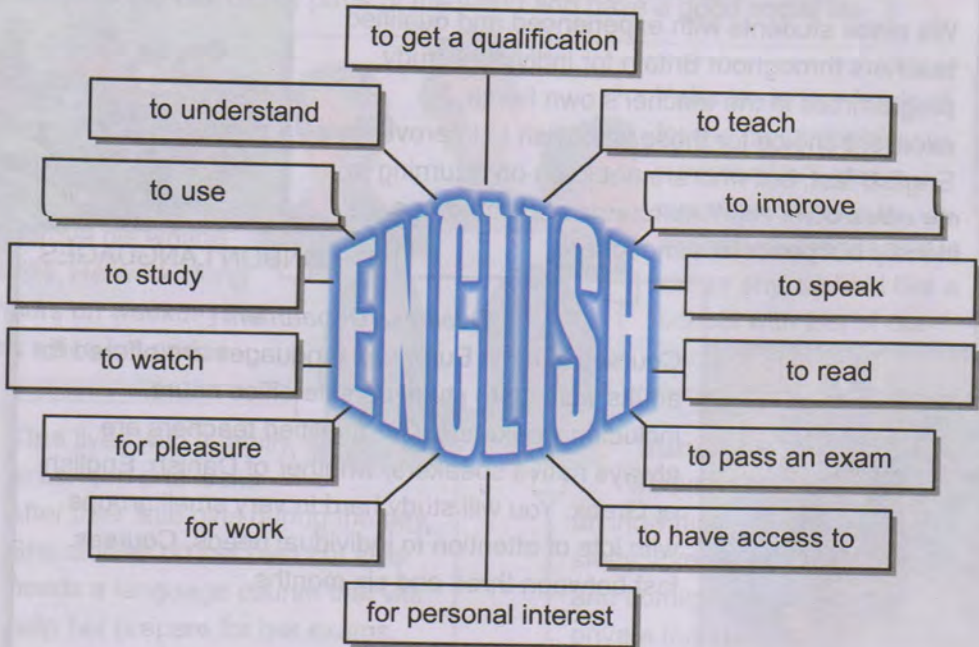 to get a qualification
to understand
to teach
to use
to improve
ENGLISH
to study
to speak
to watch
to read
for pleasure
to pass an exam
for work
to have access to
for personal interest